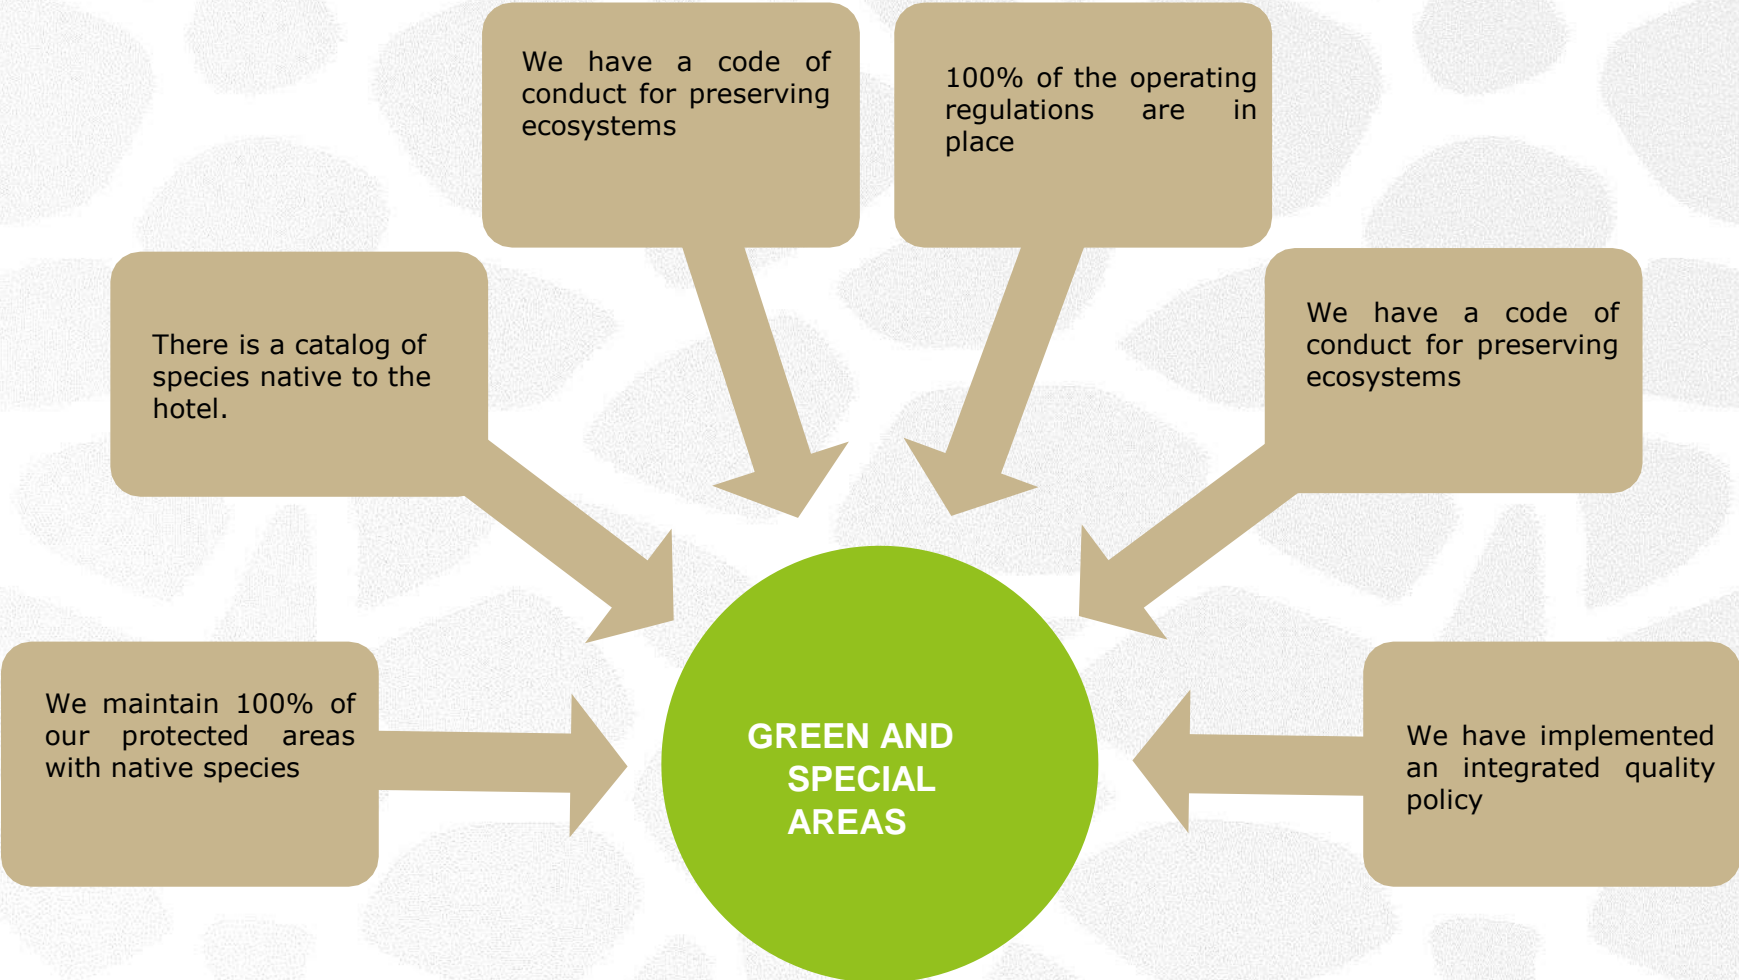 We have a code of
conduct for preserving
ecosystems
100% of the operating
regulations are in
place
There is a catalog of
species native to the
hotel.
We have a code of
conduct for preserving
ecosystems
We maintain 100% of
our protected areas
with native species
GREEN AND
SPECIAL
AREAS
We have implemented
an integrated quality
policy